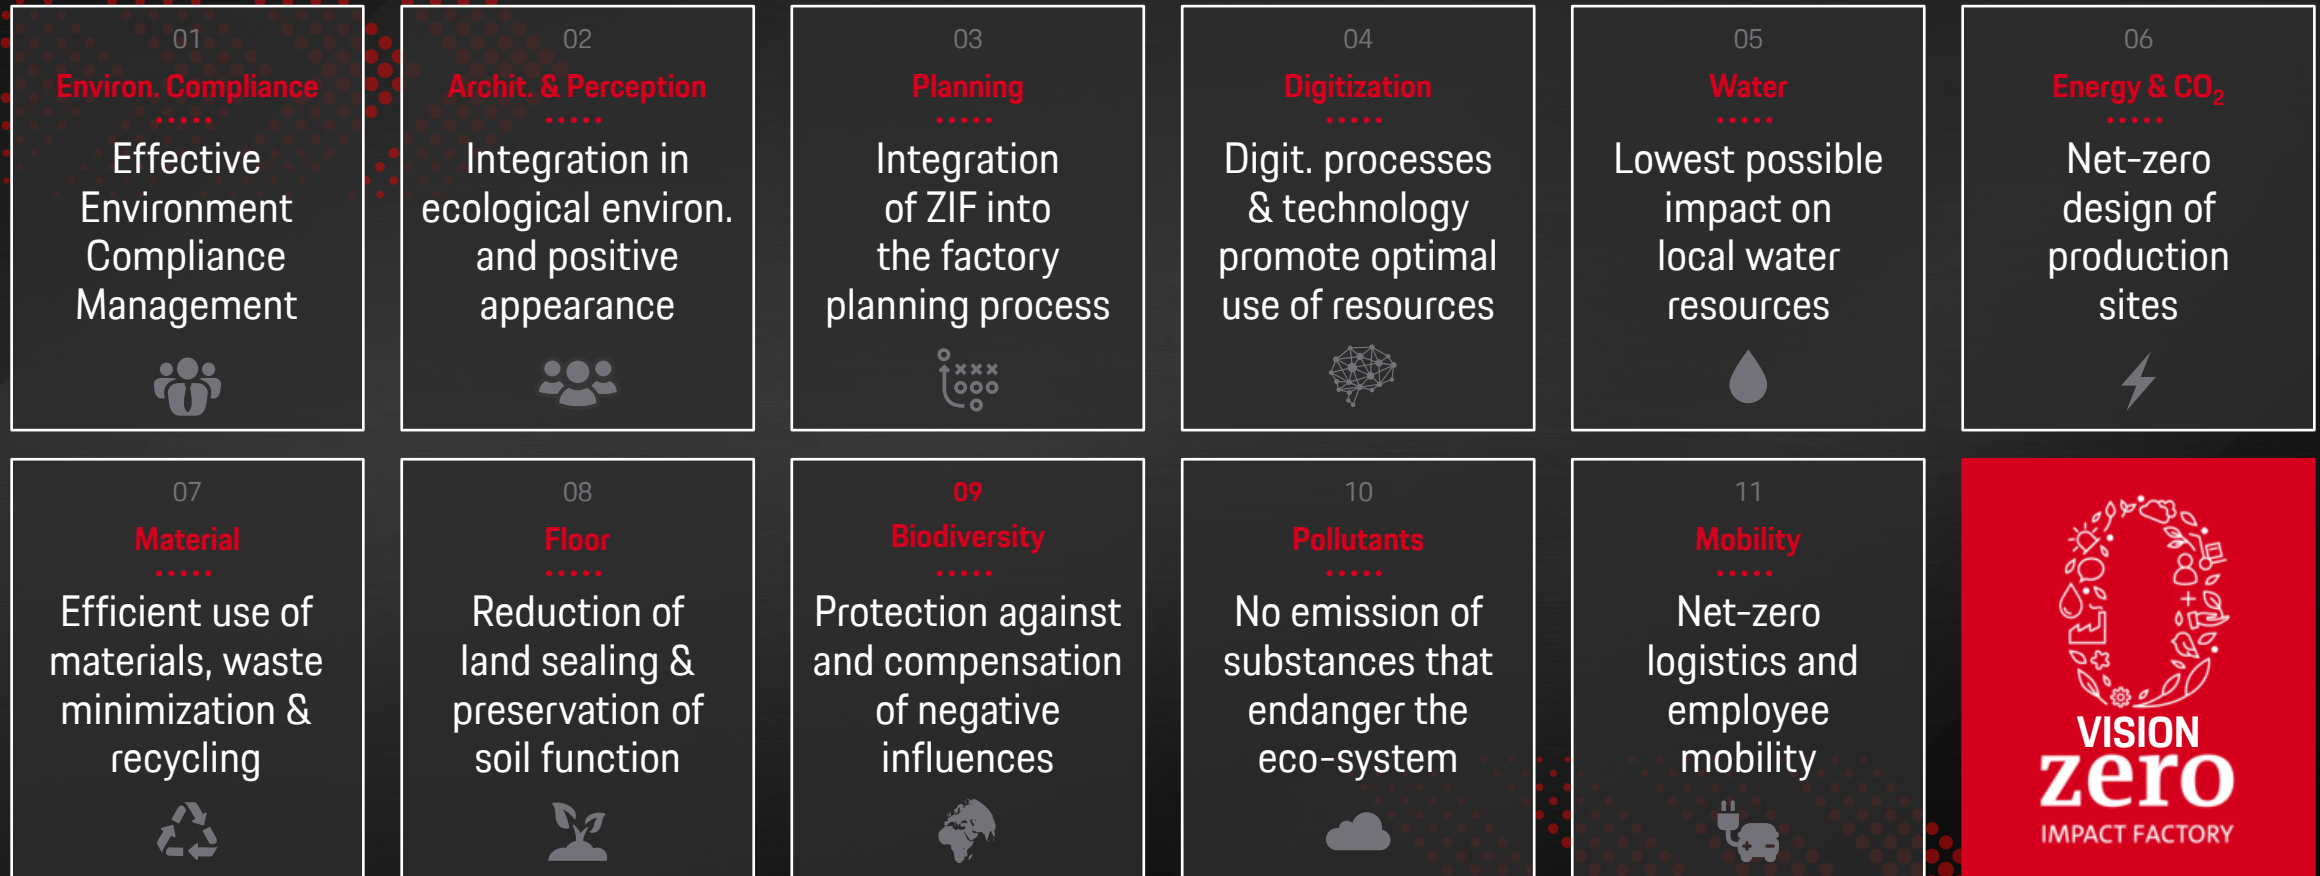 01
Environ. Compliance
Effective
Environment
Compliance
Management
02
Archit. & Perception
Integration in
ecological environ.
and positive
appearance
03
Planning
Integration
of ZIF into
the factory
planning process
04
Digitization
Digit. processes
& technology
promote optimal
use of resources
05
Water
Lowest possible
impact on
local water
resources
06
Energy & CO₂
Net-zero
design of
production
sites
07
Material
Efficient use of
materials, waste
minimization &
recycling
08
Floor
Reduction of
land sealing &
preservation of
soil function
09
Biodiversity
Protection against
and compensation
of negative
influences
10
Pollutants
No emission of
substances that
endanger the
eco-system
11
Mobility
Net-zero
logistics and
employee
mobility
VISION
zero
IMPACT FACTORY